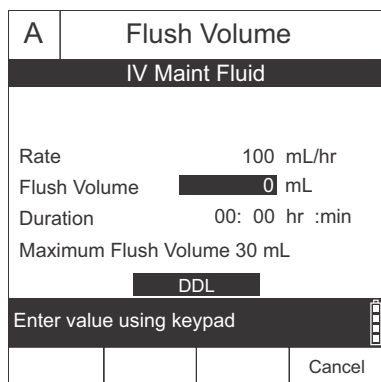 A Flush Volume
IV Maint Fluid
Rate 100 mL/hr
Flush Volume 0 mL
Duration 00: 00 hr :min
Maximum Flush Volume 30 mL
DDL
Enter value using keypad
Cancel